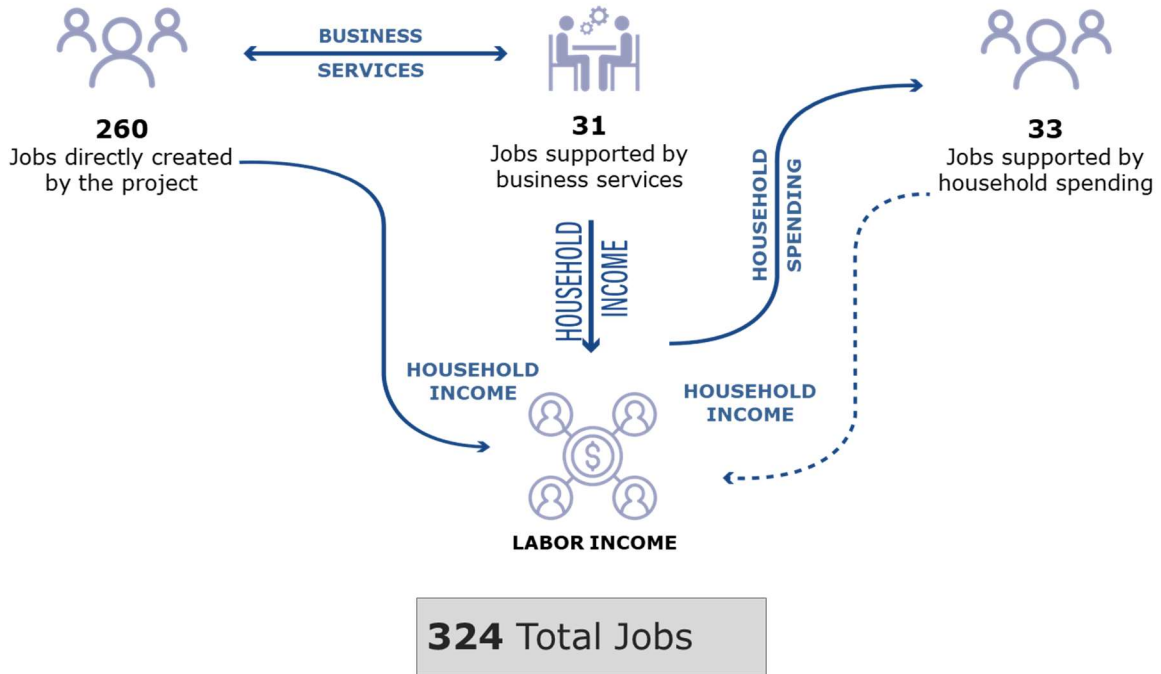 BUSINESS
SERVICES
260
Jobs directly created
by the project
31
Jobs supported by
business services
33
Jobs supported by
household spending
HOUSEHOLD
SPENDING
HOUSEHOLD
INCOME
HOUSEHOLD
INCOME
HOUSEHOLD
INCOME
$
LABOR INCOME
324 Total Jobs